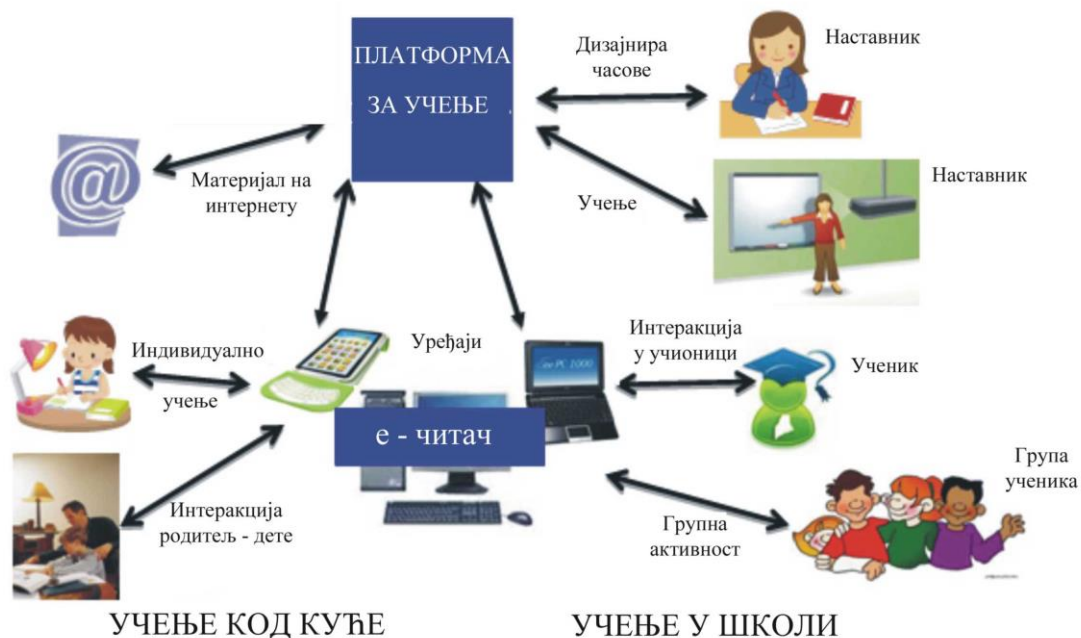 ПЛАТФОРМА
ЗА УЧЕЊЕ
Дизајнира
часове
Наставник
Материјал на
интернету
Учење
Наставник
Индивидуално
учење
Уређаји
Интеракција
у учионици
Ученик
е - читач
Интеракција
родитељ - дете
Групна
активност
Група
ученика
УЧЕЊЕ КОД КУЋЕ
УЧЕЊЕ У ШКОЛИ